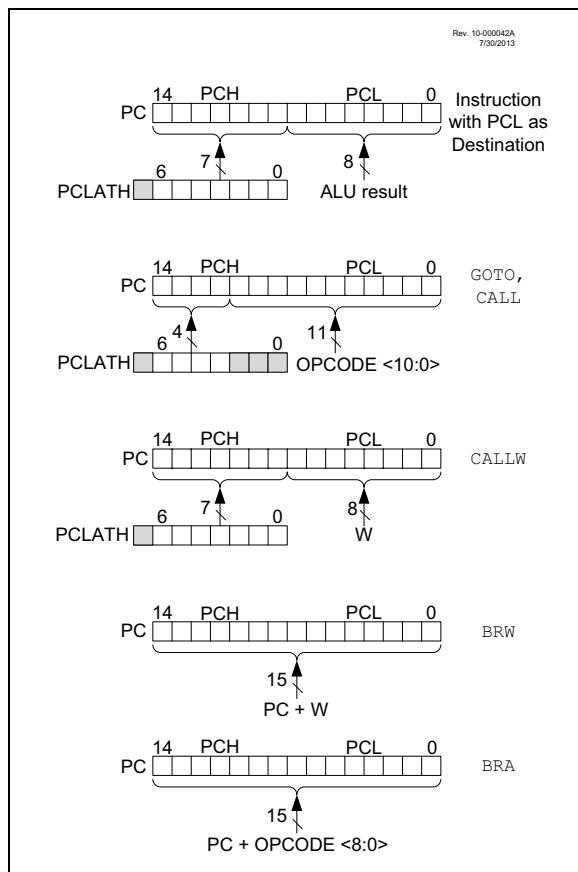 Rev. 10-000042A
7/30/2013
14 PCH PCL 0
PC
Instruction
with PCL as
Destination
7 8
6 0
PCLATH ALU result
14 PCH PCL 0
PC
GOTO,
CALL
4 11
6 0
PCLATH OPCODE <10:0>
14 PCH PCL 0
PC CALLW
7 8
6 0
PCLATH W
14 PCH PCL 0
PC BRW
15
PC + W
14 PCH PCL 0
PC BRA
15
PC + OPCODE <8:0>